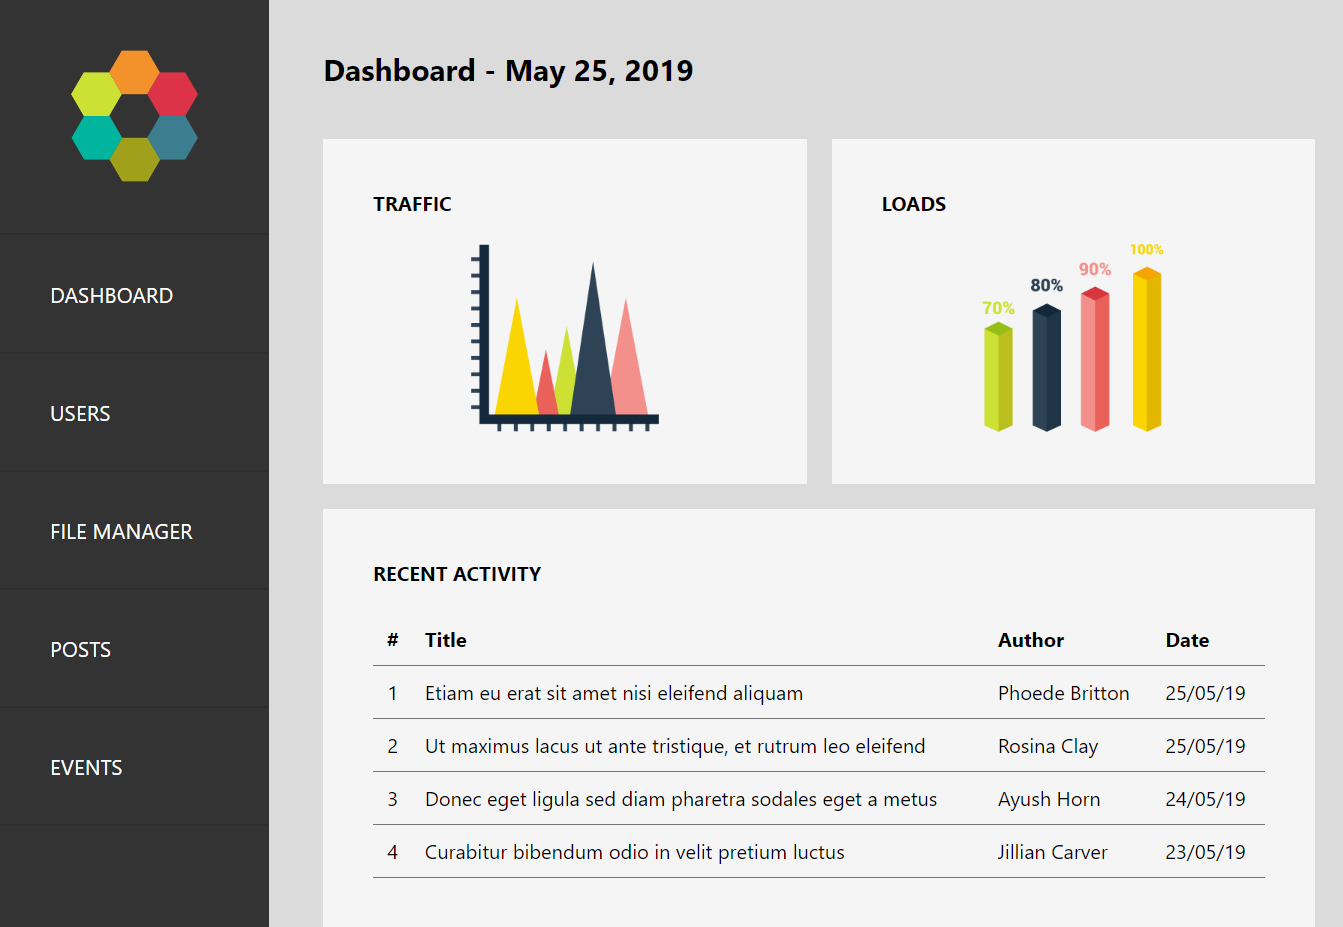 DASHBOARD
USERS
FILE MANAGER
POSTS
EVENTS
Dashboard - May 25, 2019
TRAFFIC
LOADS
70%
80%
90%
100%
RECENT ACTIVITY
# Title Author Date
1 Etiam eu erat sit amet nisi eleifend aliquam Phoede Britton 25/05/19
2 Ut maximus lacus ut ante tristique, et rutrum leo eleifend Rosina Clay 25/05/19
3 Donec eget ligula sed diam pharetra sodales eget a metus Ayush Horn 24/05/19
4 Curabitur bibendum odio in velit pretium luctus Jillian Carver 23/05/19